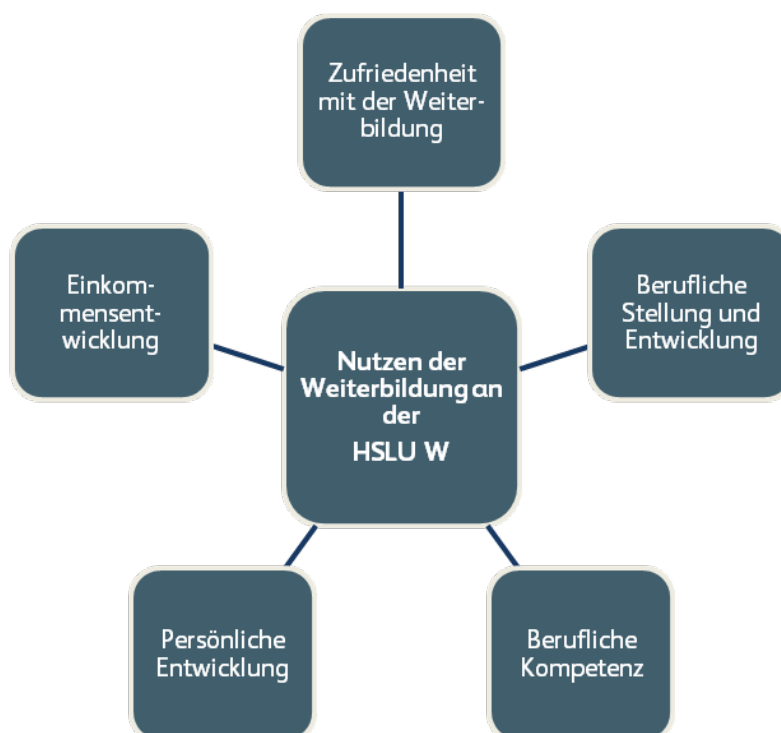 Zufriedenheit
mit der Weiter-
bildung
Einkom-
mensent-
wicklung
Berufliche
Stellung und
Entwicklung
Nutzen der
Weiterbildung an
der
HSLU W
Persönliche
Entwicklung
Berufliche
Kompetenz